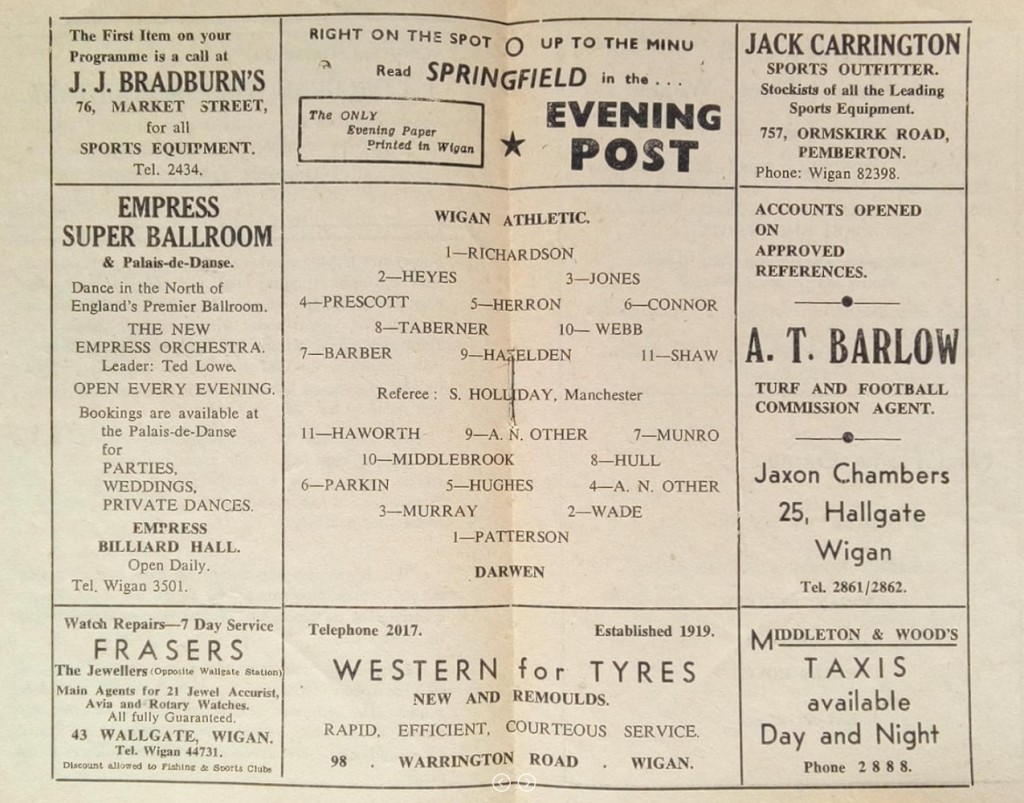 The First Item on your
Programme is a call at
J. J. BRADBURN'S
76, MARKET STREET,
for all
SPORTS EQUIPMENT.
Tel. 2434.
RIGHT ON THE SPOT O UP TO THE MINU
Read SPRINGFIELD in the . . .
The ONLY
Evening Paper
Printed in Wigan
★ EVENING
POST
JACK CARRINGTON
SPORTS OUTFITTER.
Stockists of all the Leading
Sports Equipment.
757, ORMSKIRK ROAD,
PEMBERTON.
Phone: Wigan 82398.
EMPRESS
SUPER BALLROOM
& Palais-de-Danse.
Dance in the North of
England's Premier Ballroom.
THE NEW
EMPRESS ORCHESTRA.
Leader: Ted Lowe.
OPEN EVERY EVENING.
Bookings are available at
the Palais-de-Danse
for
PARTIES,
WEDDINGS,
PRIVATE DANCES.
EMPRESS
BILLIARD HALL.
Open Daily.
Tel. Wigan 3501.
WIGAN ATHLETIC.
1—RICHARDSON
2—HEYES 3—JONES
4—PRESCOTT 5—HERRON 6—CONNOR
8—TABERNER 10— WEBB
7—BARBER 9—HAZELDEN 11—SHAW
Referee : S. HOLLIDAY, Manchester
11—HAWORTH 9—A. N. OTHER 7—MUNRO
10—MIDDLEBROOK 8—HULL
6—PARKIN 5—HUGHES 4—A. N. OTHER
3—MURRAY 2—WADE
1—PATTERSON
DARWEN
ACCOUNTS OPENED
ON
APPROVED
REFERENCES.
A. T. BARLOW
TURF AND FOOTBALL
COMMISSION AGENT.
Jaxon Chambers
25, Hallgate
Wigan
Tel. 2861/2862.
Watch Repairs—7 Day Service
FRASERS
The Jewellers (Opposite Wallgate Station)
Main Agents for 21 Jewel Accurist,
Avia and Rotary Watches.
All fully Guaranteed.
43 WALLGATE, WIGAN.
Tel. Wigan 44731.
Discount allowed to Fishing & Sports Clubs
Telephone 2017. Established 1919.
WESTERN for TYRES
NEW AND REMOULDS.
RAPID, EFFICIENT, COURTEOUS SERVICE.
98 . WARRINGTON ROAD . WIGAN.
MIDDLETON & WOOD'S
TAXIS
available
Day and Night
Phone 2 8 8 8.